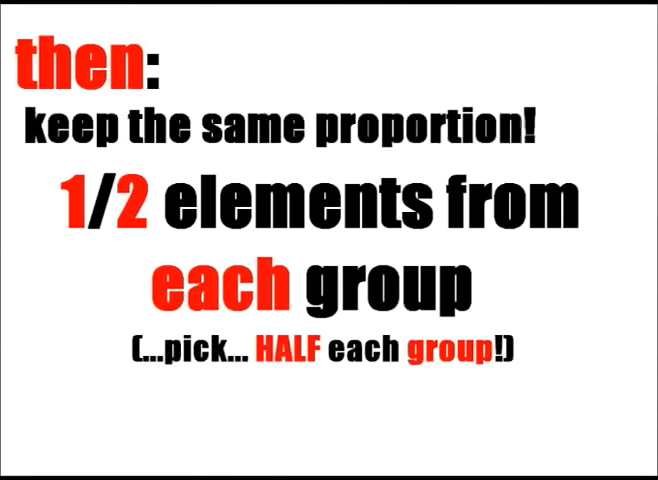 then:
keep the same proportion!
1/2 elements from
each group
(...pick... HALF each group!)